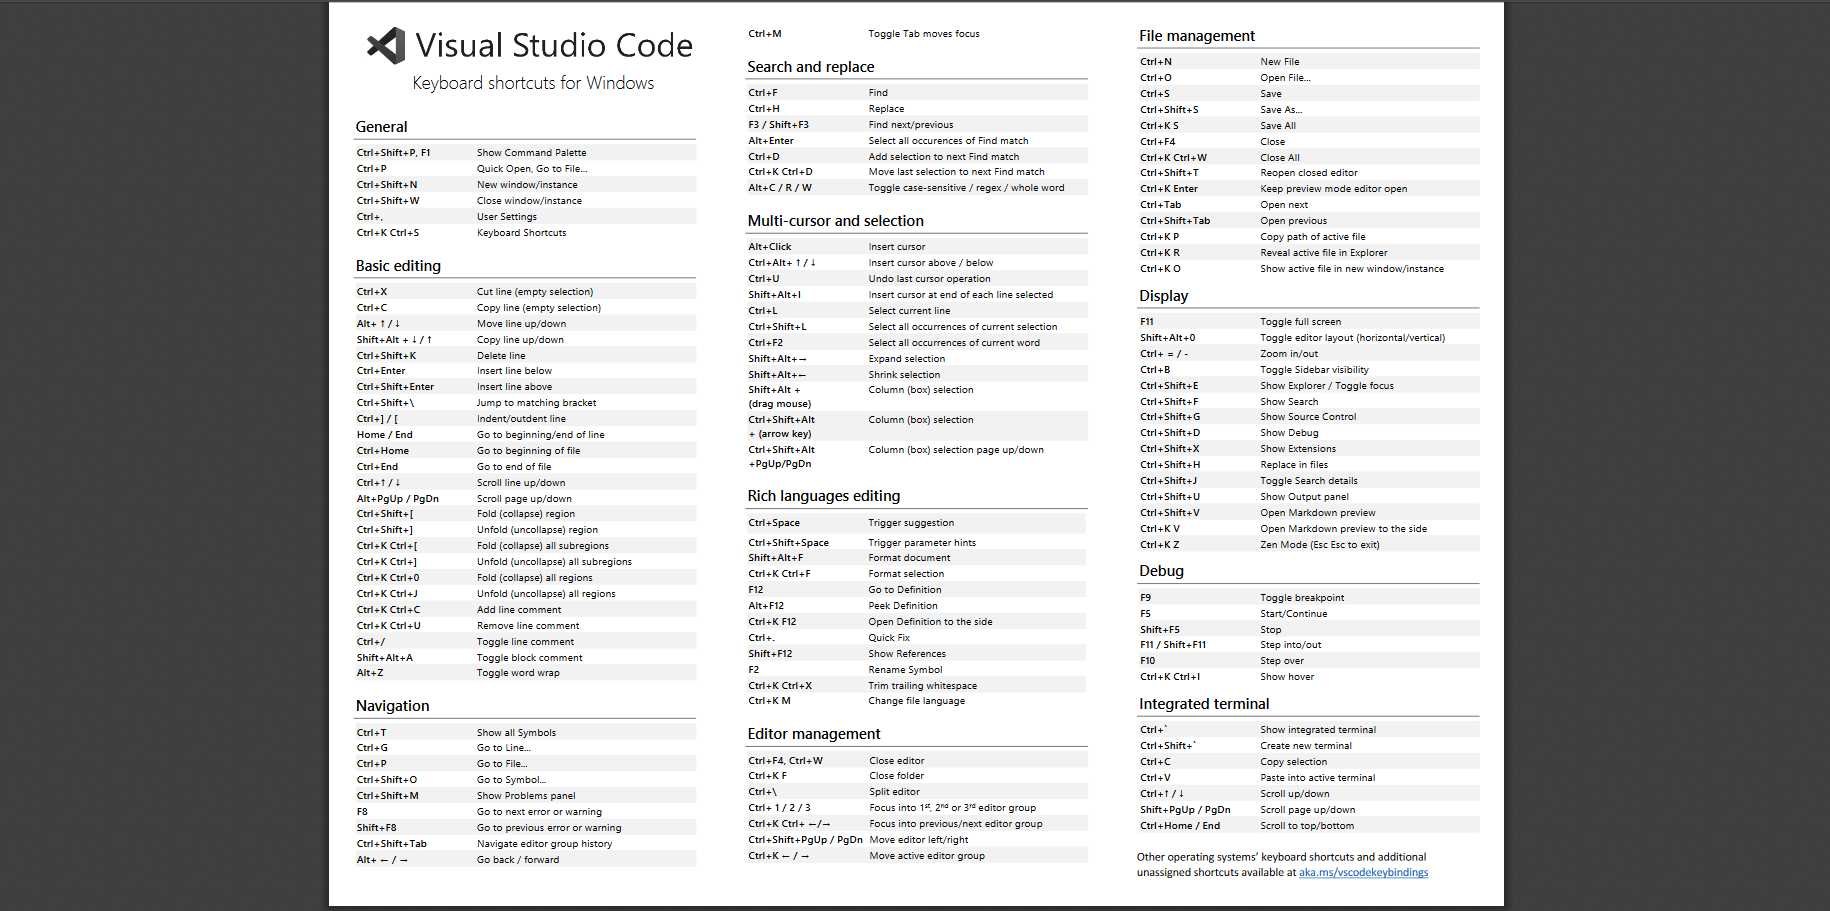 Visual Studio Code
Keyboard shortcuts for Windows
General
Ctrl+Shift+P, F1 Show Command Palette
Ctrl+P Quick Open, Go to File...
Ctrl+Shift+N New window/instance
Ctrl+Shift+W Close window/instance
Ctrl+, User Settings
Ctrl+K Ctrl+S Keyboard Shortcuts
Basic editing
Ctrl+X Cut line (empty selection)
Ctrl+C Copy line (empty selection)
Alt+ ↑ / ↓ Move line up/down
Shift+Alt + ↓ / ↑ Copy line up/down
Ctrl+Shift+K Delete line
Ctrl+Enter Insert line below
Ctrl+Shift+Enter Insert line above
Ctrl+Shift+\ Jump to matching bracket
Ctrl+] / [ Indent/outdent line
Home / End Go to beginning/end of line
Ctrl+Home Go to beginning of file
Ctrl+End Go to end of file
Ctrl+↑ / ↓ Scroll line up/down
Alt+PgUp / PgDn Scroll page up/down
Ctrl+Shift+[ Fold (collapse) region
Ctrl+Shift+] Unfold (uncollapse) region
Ctrl+K Ctrl+[ Fold (collapse) all subregions
Ctrl+K Ctrl+] Unfold (uncollapse) all subregions
Ctrl+K Ctrl+0 Fold (collapse) all regions
Ctrl+K Ctrl+J Unfold (uncollapse) all regions
Ctrl+K Ctrl+C Add line comment
Ctrl+K Ctrl+U Remove line comment
Ctrl+/ Toggle line comment
Shift+Alt+A Toggle block comment
Alt+Z Toggle word wrap
Navigation
Ctrl+T Show all Symbols
Ctrl+G Go to Line...
Ctrl+P Go to File...
Ctrl+Shift+O Go to Symbol...
Ctrl+Shift+M Show Problems panel
F8 Go to next error or warning
Shift+F8 Go to previous error or warning
Ctrl+Shift+Tab Navigate editor group history
Alt+ ← / → Go back / forward
Ctrl+M Toggle Tab moves focus
Search and replace
Ctrl+F Find
Ctrl+H Replace
F3 / Shift+F3 Find next/previous
Alt+Enter Select all occurences of Find match
Ctrl+D Add selection to next Find match
Ctrl+K Ctrl+D Move last selection to next Find match
Alt+C / R / W Toggle case-sensitive / regex / whole word
Multi-cursor and selection
Alt+Click Insert cursor
Ctrl+Alt+ ↑ / ↓ Insert cursor above / below
Ctrl+U Undo last cursor operation
Shift+Alt+I Insert cursor at end of each line selected
Ctrl+L Select current line
Ctrl+Shift+L Select all occurrences of current selection
Ctrl+F2 Select all occurrences of current word
Shift+Alt+→ Expand selection
Shift+Alt+← Shrink selection
Shift+Alt + Column (box) selection
(drag mouse)
Ctrl+Shift+Alt Column (box) selection
+ (arrow key)
Ctrl+Shift+Alt Column (box) selection page up/down
+PgUp/PgDn
Rich languages editing
Ctrl+Space Trigger suggestion
Ctrl+Shift+Space Trigger parameter hints
Shift+Alt+F Format document
Ctrl+K Ctrl+F Format selection
F12 Go to Definition
Alt+F12 Peek Definition
Ctrl+K F12 Open Definition to the side
Ctrl+. Quick Fix
Shift+F12 Show References
F2 Rename Symbol
Ctrl+K Ctrl+X Trim trailing whitespace
Ctrl+K M Change file language
Editor management
Ctrl+F4, Ctrl+W Close editor
Ctrl+K F Close folder
Ctrl+\ Split editor
Ctrl+ 1 / 2 / 3 Focus into 1st, 2nd or 3rd editor group
Ctrl+K Ctrl+ ←/→ Focus into previous/next editor group
Ctrl+Shift+PgUp / PgDn Move editor left/right
Ctrl+K ← / → Move active editor group
File management
Ctrl+N New File
Ctrl+O Open File...
Ctrl+S Save
Ctrl+Shift+S Save As...
Ctrl+K S Save All
Ctrl+F4 Close
Ctrl+K Ctrl+W Close All
Ctrl+Shift+T Reopen closed editor
Ctrl+K Enter Keep preview mode editor open
Ctrl+Tab Open next
Ctrl+Shift+Tab Open previous
Ctrl+K P Copy path of active file
Ctrl+K R Reveal active file in Explorer
Ctrl+K O Show active file in new window/instance
Display
F11 Toggle full screen
Shift+Alt+0 Toggle editor layout (horizontal/vertical)
Ctrl+ = / - Zoom in/out
Ctrl+B Toggle Sidebar visibility
Ctrl+Shift+E Show Explorer / Toggle focus
Ctrl+Shift+F Show Search
Ctrl+Shift+G Show Source Control
Ctrl+Shift+D Show Debug
Ctrl+Shift+X Show Extensions
Ctrl+Shift+H Replace in files
Ctrl+Shift+J Toggle Search details
Ctrl+Shift+U Show Output panel
Ctrl+Shift+V Open Markdown preview
Ctrl+K V Open Markdown preview to the side
Ctrl+K Z Zen Mode (Esc Esc to exit)
Debug
F9 Toggle breakpoint
F5 Start/Continue
Shift+F5 Stop
F11 / Shift+F11 Step into/out
F10 Step over
Ctrl+K Ctrl+I Show hover
Integrated terminal
Ctrl+` Show integrated terminal
Ctrl+Shift+` Create new terminal
Ctrl+C Copy selection
Ctrl+V Paste into active terminal
Ctrl+↑ / ↓ Scroll up/down
Shift+PgUp / PgDn Scroll page up/down
Ctrl+Home / End Scroll to top/bottom
Other operating systems' keyboard shortcuts and additional
unassigned shortcuts available at aka.ms/vscodekeybindings